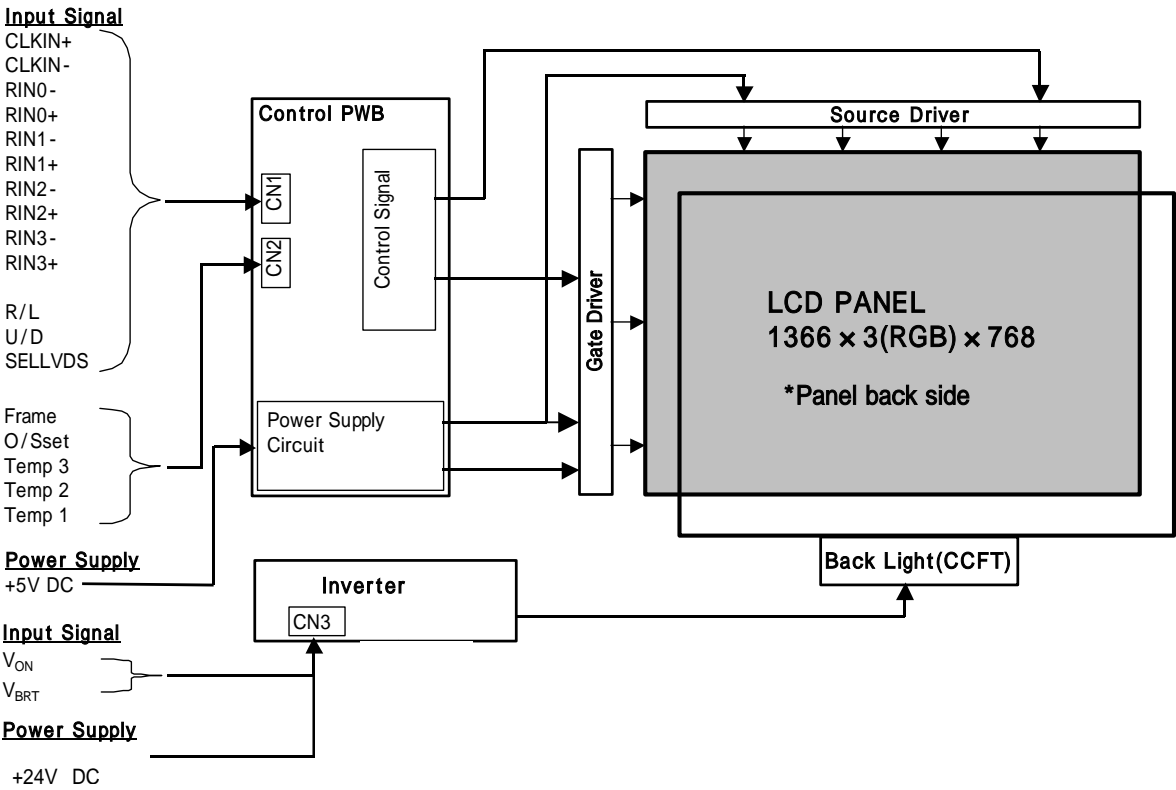 Input Signal
CLKIN+
CLKIN-
RIN0-
RIN0+
RIN1-
RIN1+
RIN2-
RIN2+
RIN3-
RIN3+
R/L
U/D
SELLVDS
Frame
O/Sset
Temp 3
Temp 2
Temp 1
Power Supply
+5V DC
Input Signal
VON
VBRT
Power Supply
+24V DC
Control PWB
CN1
CN2
Control Signal
Power Supply
Circuit
Inverter
CN3
Gate Driver
Source Driver
LCD PANEL
1366 × 3(RGB) × 768
*Panel back side
Back Light(CCFT)